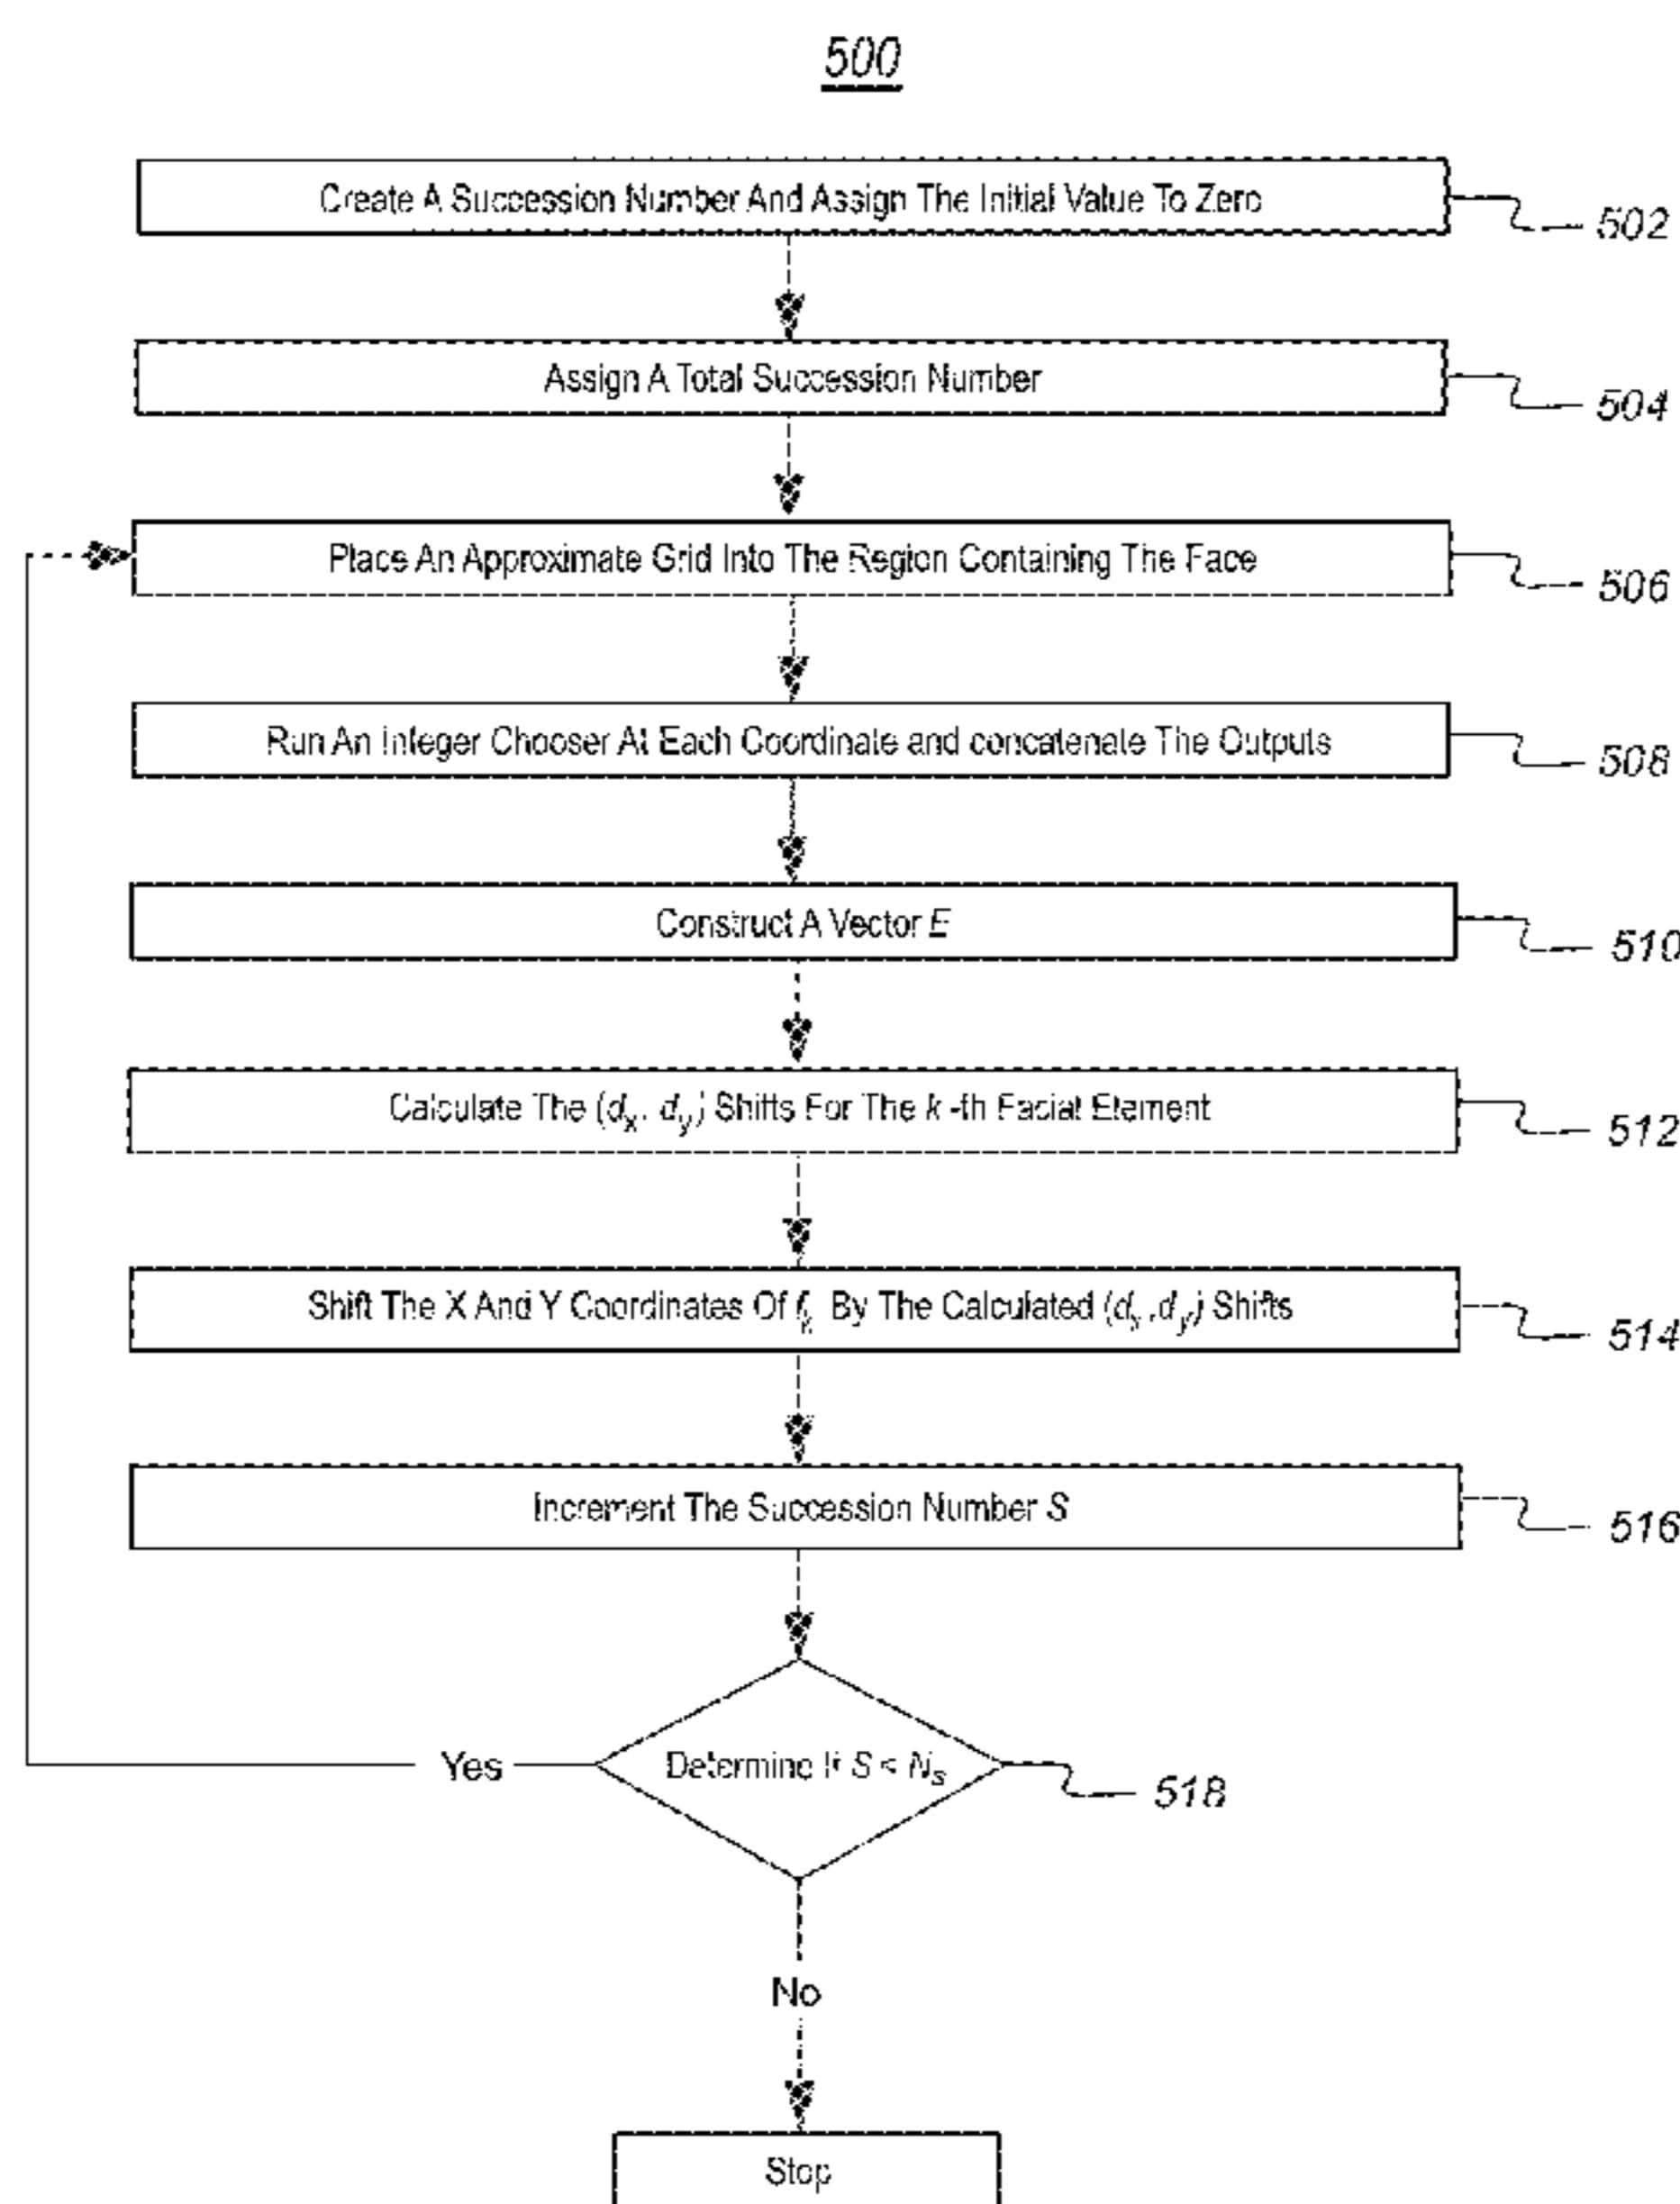 500
Create A Succession Number And Assign The Initial Value To Zero
502
Assign A Total Succession Number
504
Place An Approximate Grid Into The Region Containing The Face
506
Run An Integer Chooser At Each Coordinate and concatenate The Outputs
508
Construct A Vector E
510
Calculate The (dx, dy) Shifts For The k -th Facial Element
512
Shift The X And Y Coordinates Of fk By The Calculated (dx,dy) Shifts
514
Increment The Succession Number S
516
Yes
Determine If S < Ns
518
No
Stop